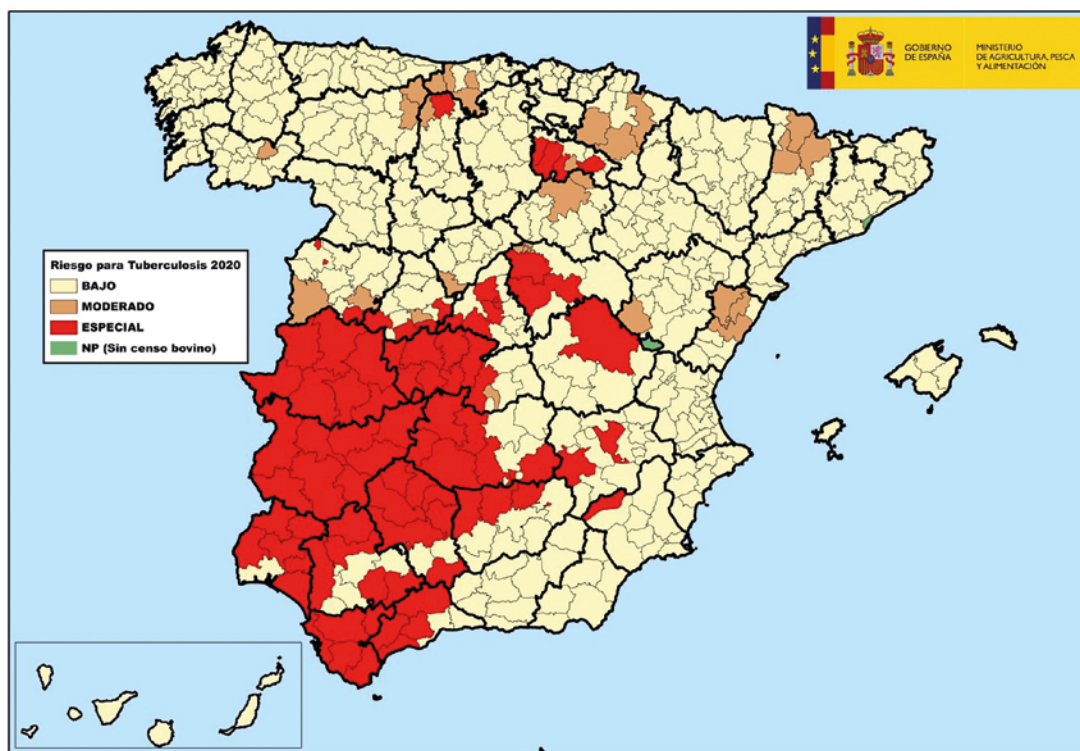 GOBIERNO
DE ESPAÑA
MINISTERIO
DE AGRICULTURA, PESCA
Y ALIMENTACIÓN
Riesgo para Tuberculosis 2020
BAJO
MODERADO
ESPECIAL
NP (Sin censo bovino)